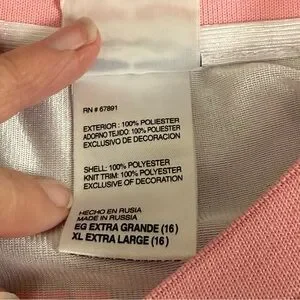 RN # 67891
EXTERIOR : 100% POLIESTER
ADORNO TEJIDO: 100% POLIESTER
EXCLUSIVO DE DECORACION
SHELL: 100% POLYESTER
KNIT TRIM: 100% POLYESTER
EXCLUSIVE OF DECORATION
HECHO EN RUSIA
MADE IN RUSSIA
EG EXTRA GRANDE (16)
XL EXTRA LARGE (16)